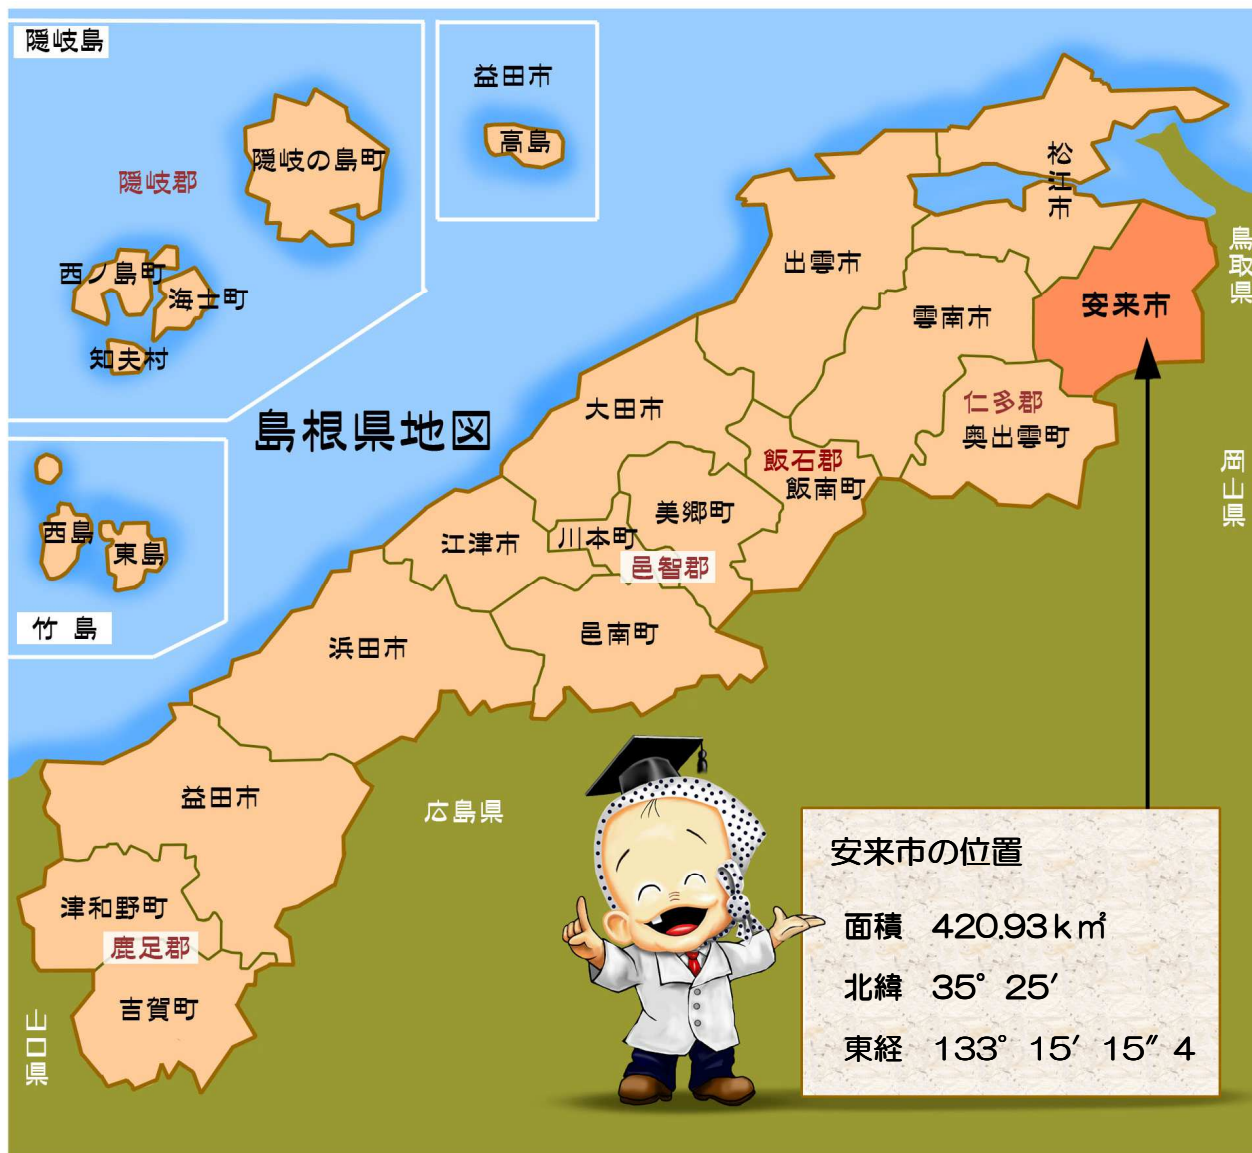 隠岐島
益田市
高島
隠岐の島町
隠岐郡
西ノ島町
海士町
知夫村
松江市
出雲市
鳥取県
安来市
雲南市
仁多郡
奥出雲町
大田市
島根県地図
飯石郡
飯南町
岡山県
美郷町
川本町
江津市
邑智郡
西島
東島
竹 島
浜田市
邑南町
益田市
広島県
津和野町
鹿足郡
吉賀町
山口県
安来市の位置
面積 420.93k㎡
北緯 35°25′
東経 133°15′15″4